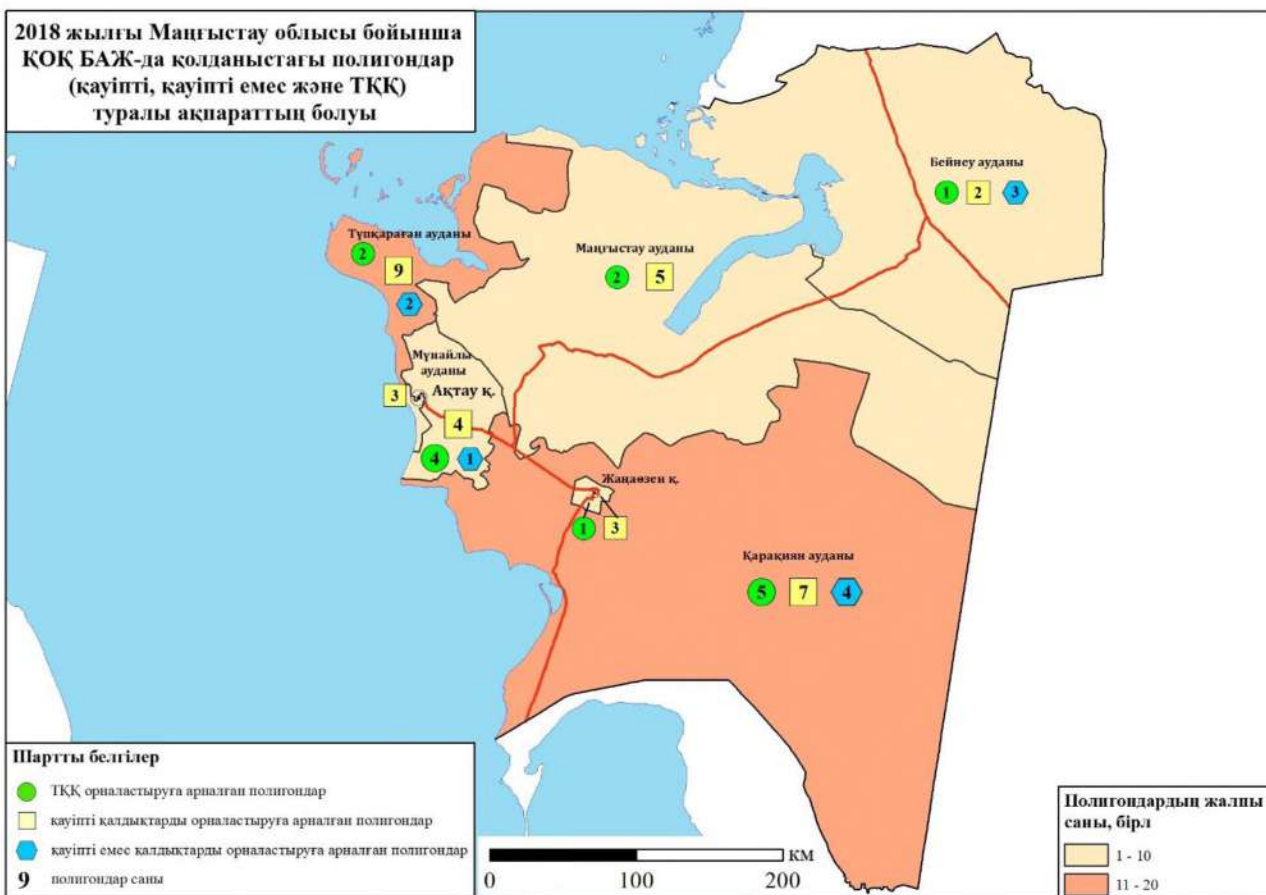 2018 жылғы Маңғыстау облысы бойынша
ҚОҚ БАЖ-да қолданыстағы полигондар
(қауіпті, қауіпті емес және ТҚҚ)
туралы ақпараттың болуы
Бейнеу ауданы
1 2 3
Түпқараған ауданы
2
9
2
Маңғыстау ауданы
2 5
Мұнайлы
ауданы
3
Ақтау қ.
4
4 1
Жаңаөзен қ.
1 3
Қарақиян ауданы
5 7 4
Шартты белгілер
ТҚҚ орналастыруға арналған полигондар
қауіпті қалдықтарды орналастыруға арналған полигондар
қауіпті емес қалдықтарды орналастыруға арналған полигондар
9 полигондар саны
КМ
0 100 200
Полигондардың жалпы
саны, бірл
1 - 10
11 - 20